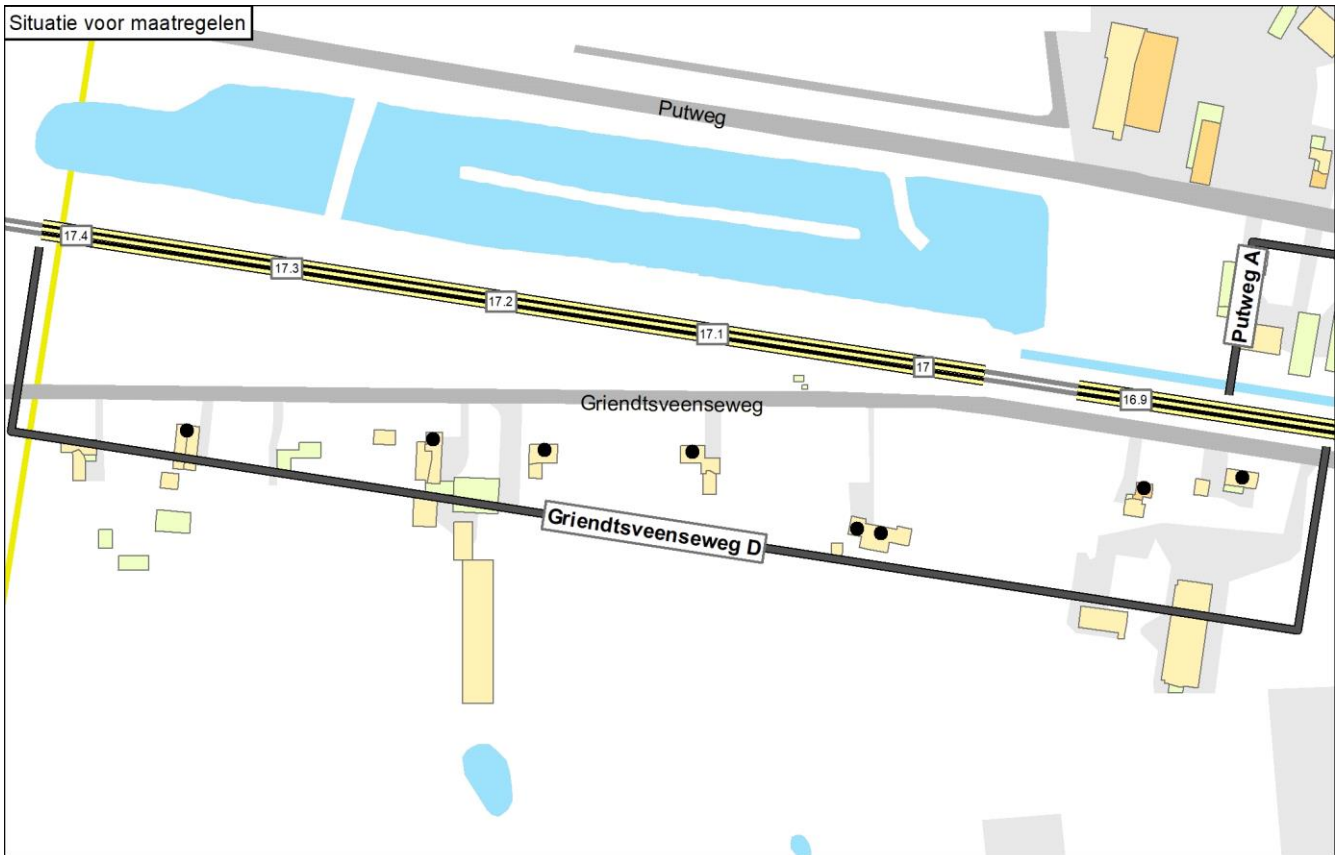 Situatie voor maatregelen
Putweg
17.4
17.3
17.2
17.1
17
16.9
Putweg A
Griendtsveenseweg
Griendtsveenseweg D